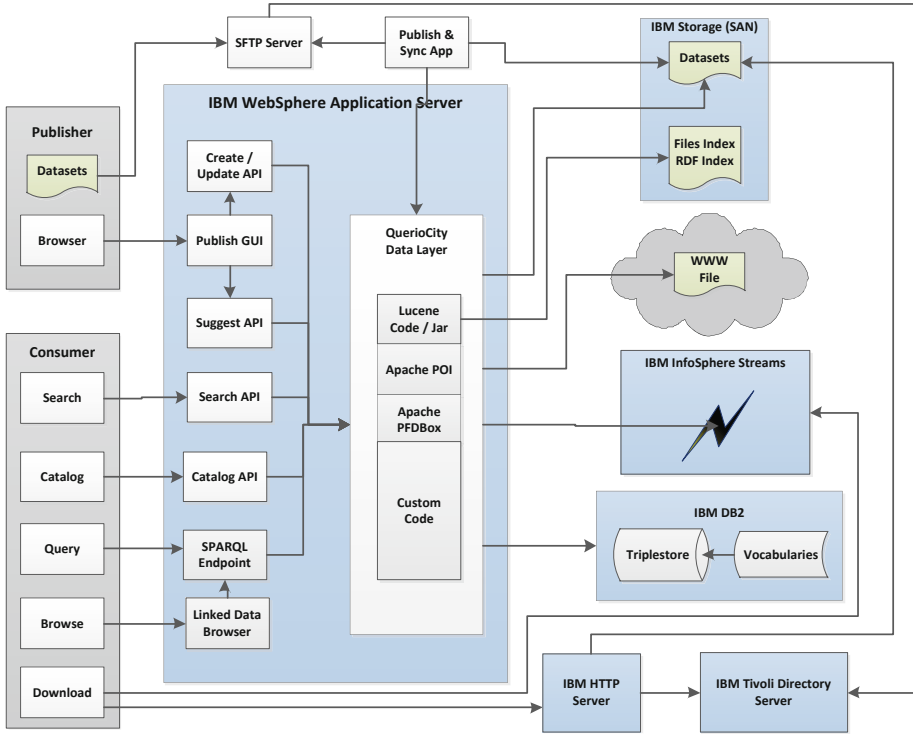 SFTP Server
Publish &
Sync App
IBM Storage (SAN)
Datasets
Files Index
RDF Index
IBM WebSphere Application Server
Publisher
Datasets
Browser
Create /
Update API
Publish GUI
Suggest API
Search API
Catalog API
SPARQL
Endpoint
Linked Data
Browser
QuerioCity
Data Layer
Lucene
Code / Jar
Apache POI
Apache
PFDBox
Custom
Code
WWW
File
IBM InfoSphere Streams
IBM DB2
Triplestore
Vocabularies
Consumer
Search
Catalog
Query
Browse
Download
IBM HTTP
Server
IBM Tivoli Directory
Server